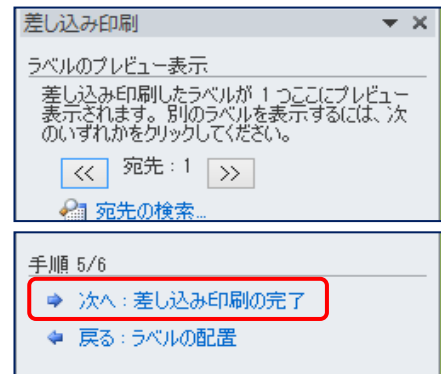 差し込み印刷
ラベルのプレビュー表示
差し込み印刷したラベルが 1 つここにプレビュー
表示されます。別のラベルを表示するには、次
のいずれかをクリックしてください。
<< 宛先 : 1 >>
宛先の検索...
手順 5/6
次へ : 差し込み印刷の完了
戻る : ラベルの配置